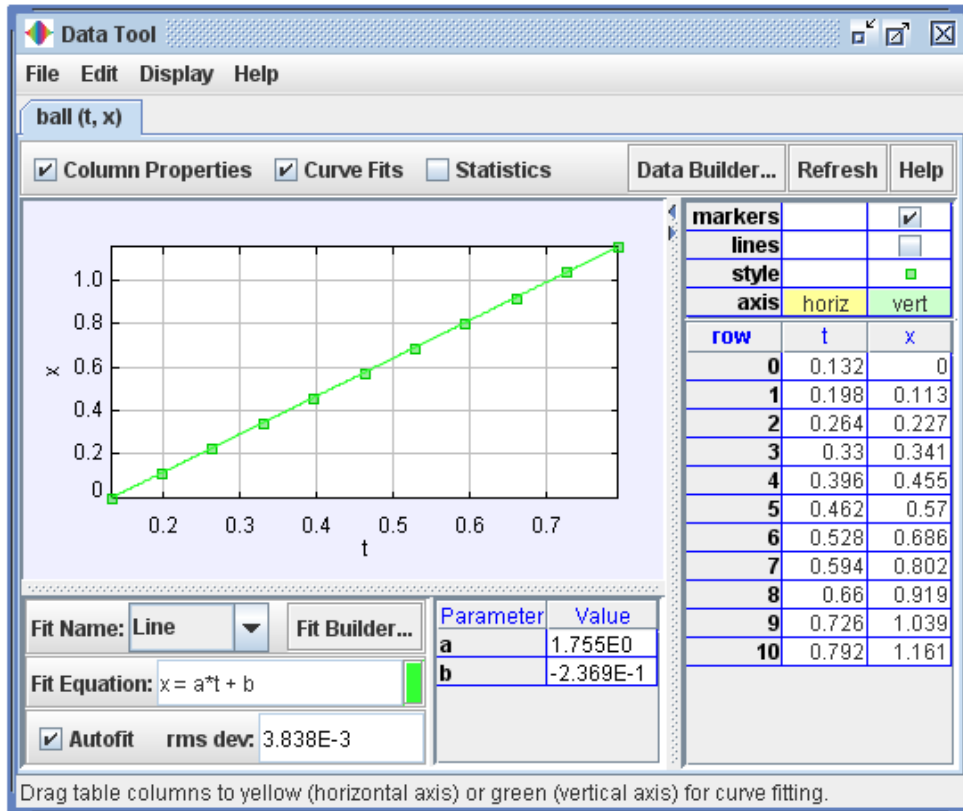 Data Tool
File Edit Display Help
ball (t, x)
Column Properties Curve Fits Statistics Data Builder... Refresh Help
x
1.0
0.8
0.6
0.4
0.2
0
0.2 0.3 0.4 0.5 0.6 0.7
t
markers
lines
style
axis horiz vert
row t x
0 0.132 0
1 0.198 0.113
2 0.264 0.227
3 0.33 0.341
4 0.396 0.455
5 0.462 0.57
6 0.528 0.686
7 0.594 0.802
8 0.66 0.919
9 0.726 1.039
10 0.792 1.161
Fit Name: Line Fit Builder...
Fit Equation: x = a*t + b
Autofit rms dev: 3.838E-3
Parameter Value
a 1.755E0
b -2.369E-1
Drag table columns to yellow (horizontal axis) or green (vertical axis) for curve fitting.